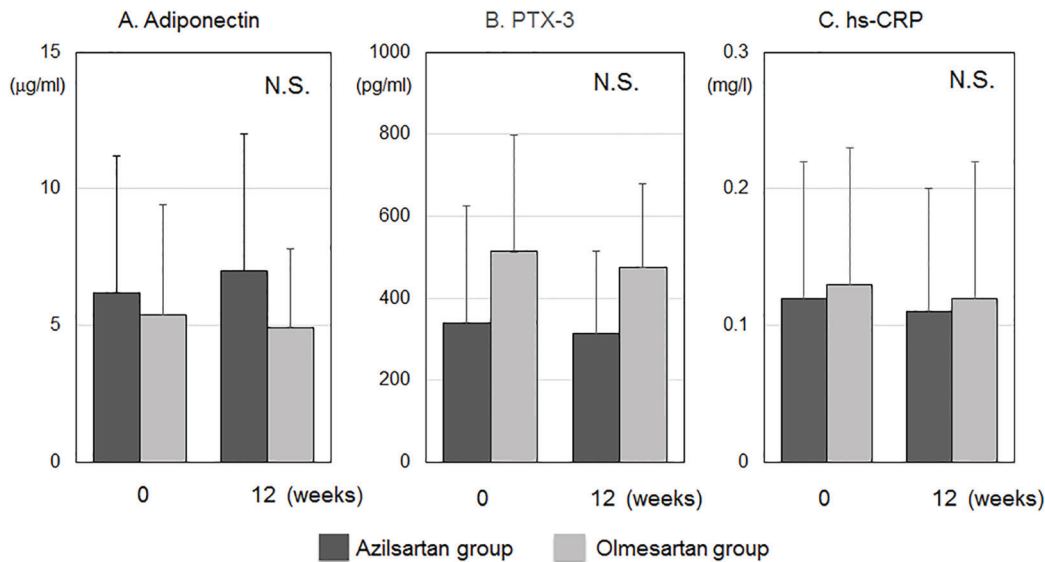 A. Adiponectin
15
(μg/ml)
N.S.
10
5
0
0
12 (weeks)
B. PTX-3
1000
(pg/ml)
N.S.
800
600
400
200
0
0
12 (weeks)
C. hs-CRP
0.3
(mg/l)
N.S.
0.2
0.1
0
0
12 (weeks)
Azilsartan group
Olmesartan group